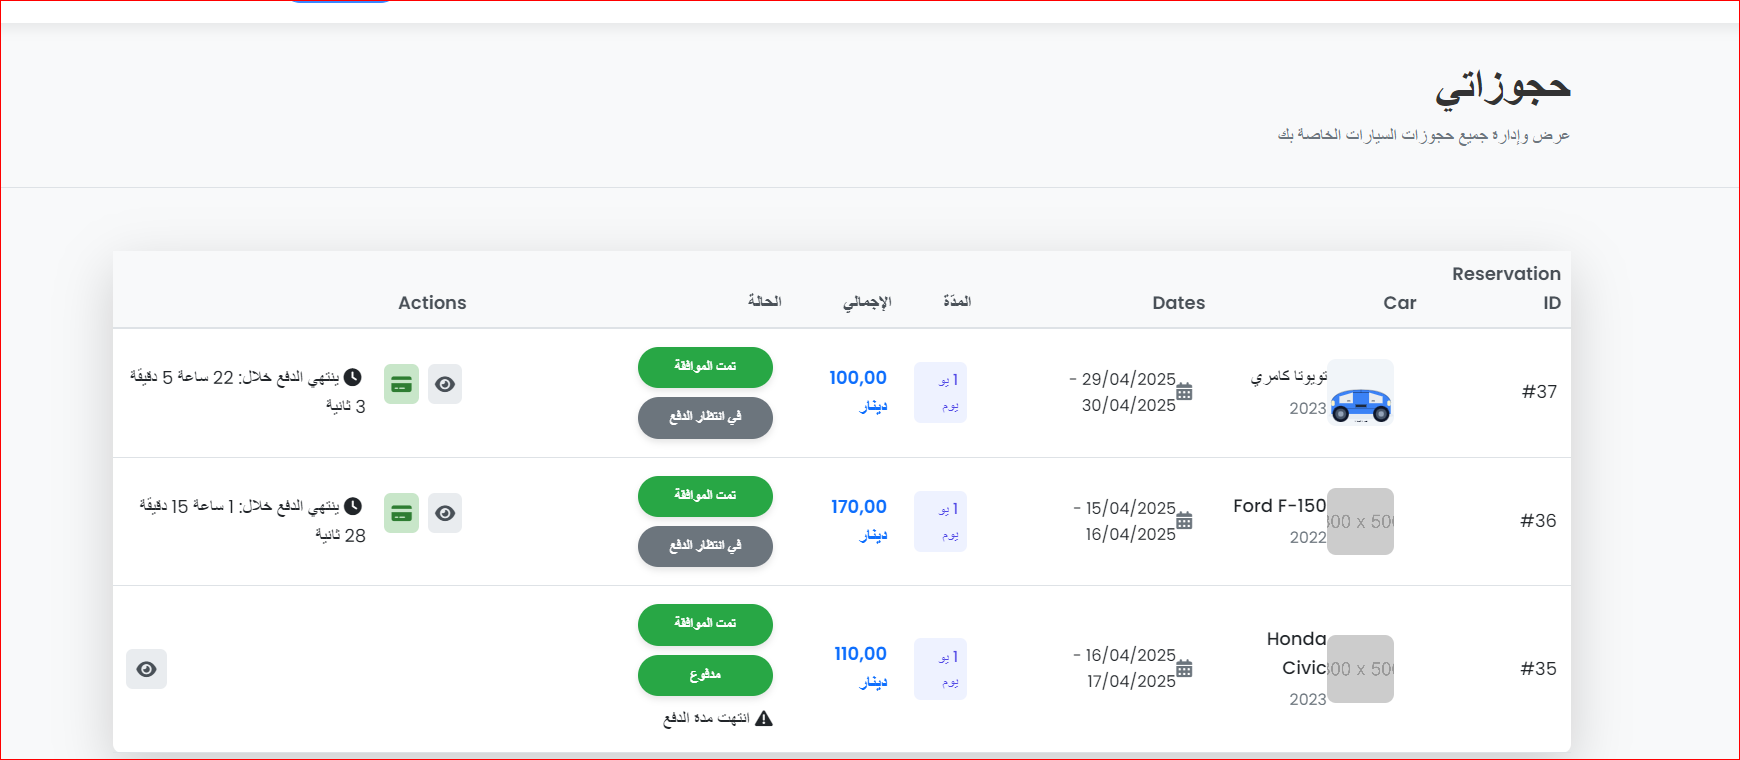 حجوزاتي
عرض وإدارة جميع حجوزات السيارات الخاصة بك
Reservation
ID
Car
Dates
المدّة
الإجمالي
الحالة
Actions
#37
تويوتا كامري
2023
29/04/2025 -
30/04/2025
1 يو
يوم
100,00
دينار
تمت الموافقة
في انتظار الدفع
ينتهي الدفع خلال: 22 ساعة 5 دقيقة
3 ثانية
#36
00 x 50
Ford F-150
2022
15/04/2025 -
16/04/2025
1 يو
يوم
170,00
دينار
تمت الموافقة
في انتظار الدفع
ينتهي الدفع خلال: 1 ساعة 15 دقيقة
28 ثانية
#35
00 x 50
Honda
Civic
2023
16/04/2025 -
17/04/2025
1 يو
يوم
110,00
دينار
تمت الموافقة
مدفوع
انتهت مدة الدفع